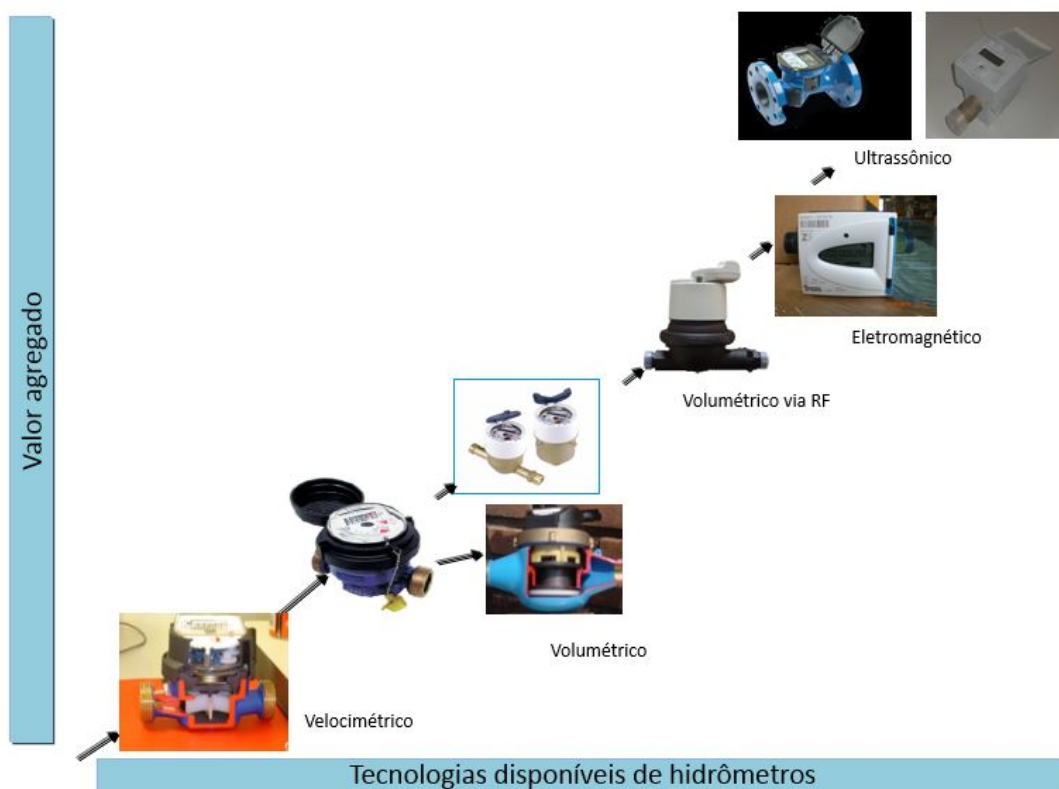 Valor agregado
Ultrassônico
Eletromagnético
Volumétrico via RF
Volumétrico
Velocimétrico
Tecnologias disponíveis de hidrômetros